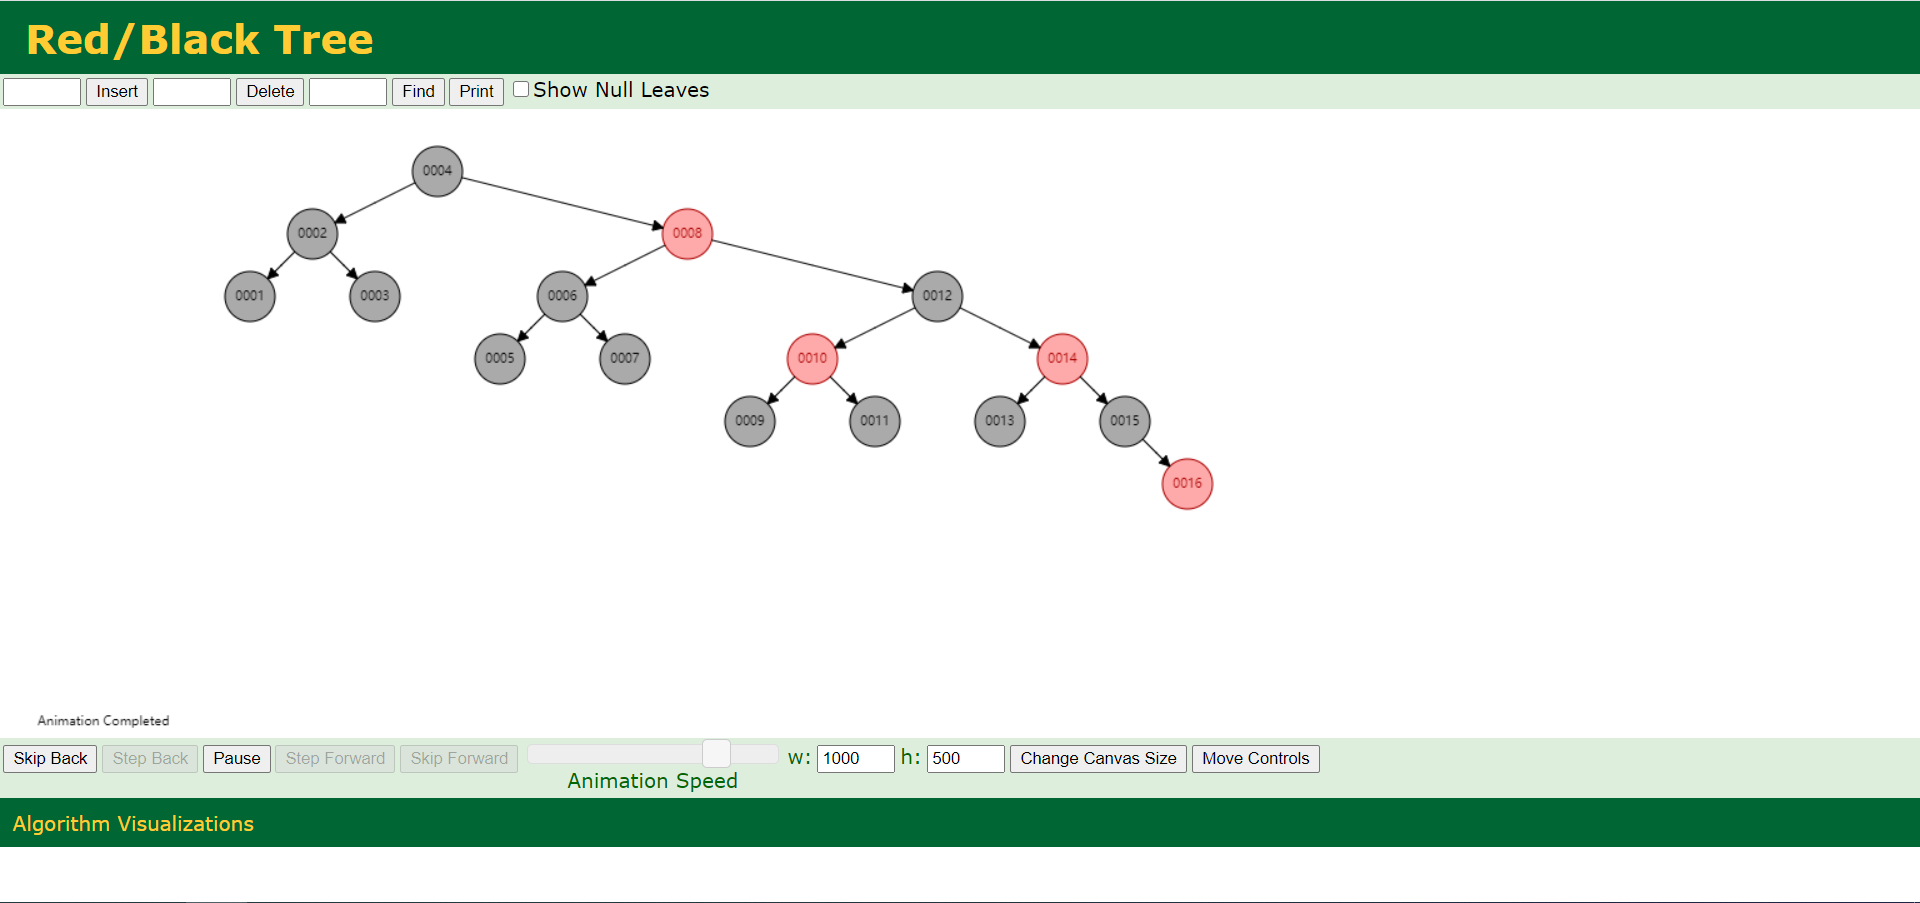 Red/Black Tree
Insert Delete Find Print Show Null Leaves
0004
0002 0008
0001 0003 0006 0012
0005 0007 0010 0014
0009 0011 0013 0015
0016
Animation Completed
Skip Back Step Back Pause Step Forward Skip Forward w: 1000 h: 500 Change Canvas Size Move Controls
Animation Speed
Algorithm Visualizations